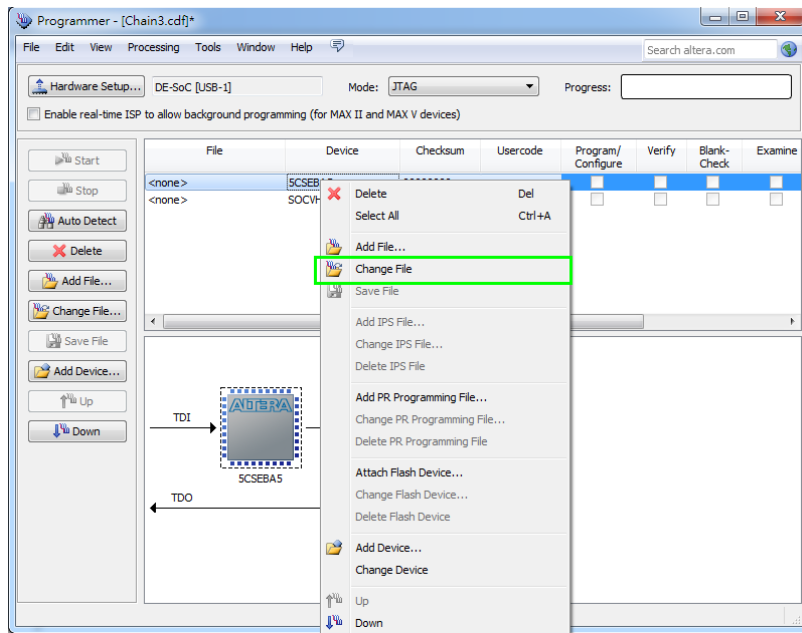 Programmer - [Chain3.cdf]*
File Edit View Processing Tools Window Help
Search altera.com
Hardware Setup... DE-SoC [USB-1] Mode: JTAG Progress:
Enable real-time ISP to allow background programming (for MAX II and MAX V devices)
File Device Checksum Usercode Program/ Verify Blank- Examine
Configure Check
Start
Stop
Auto Detect
Delete
Add File...
Change File...
Save File
Add Device...
Up
Down
<none>
<none>
Delete Del
Select All Ctrl+A
Add File...
Change File
Save File
Add IPS File...
Change IPS File...
Delete IPS File
Add PR Programming File...
Change PR Programming File...
Delete PR Programming File
Attach Flash Device...
Change Flash Device...
Delete Flash Device
Add Device...
Change Device
Up
Down
ALTERA
TDI
5CSEBA5
TDO